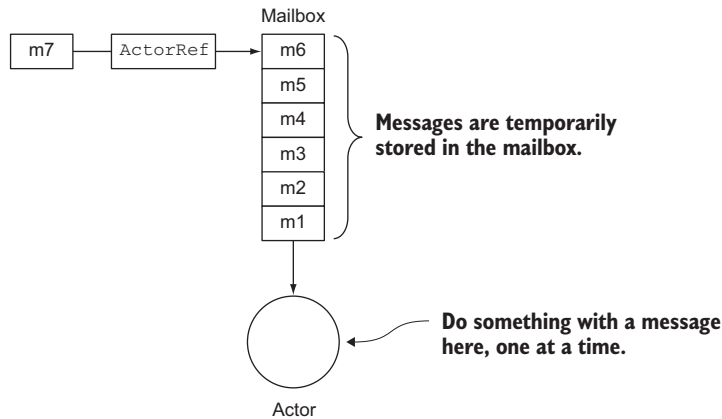 Mailbox
m7
ActorRef
m6
m5
m4
m3
m2
m1
Messages are temporarily
stored in the mailbox.
Do something with a message
here, one at a time.
Actor